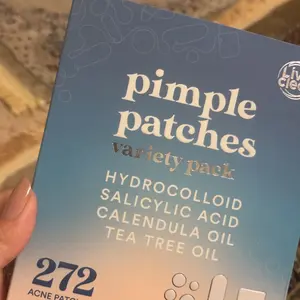 pimple
patches
variety pack
HYDROCOLLOID
SALICYLIC ACID
CALENDULA OIL
TEA TREE OIL
272